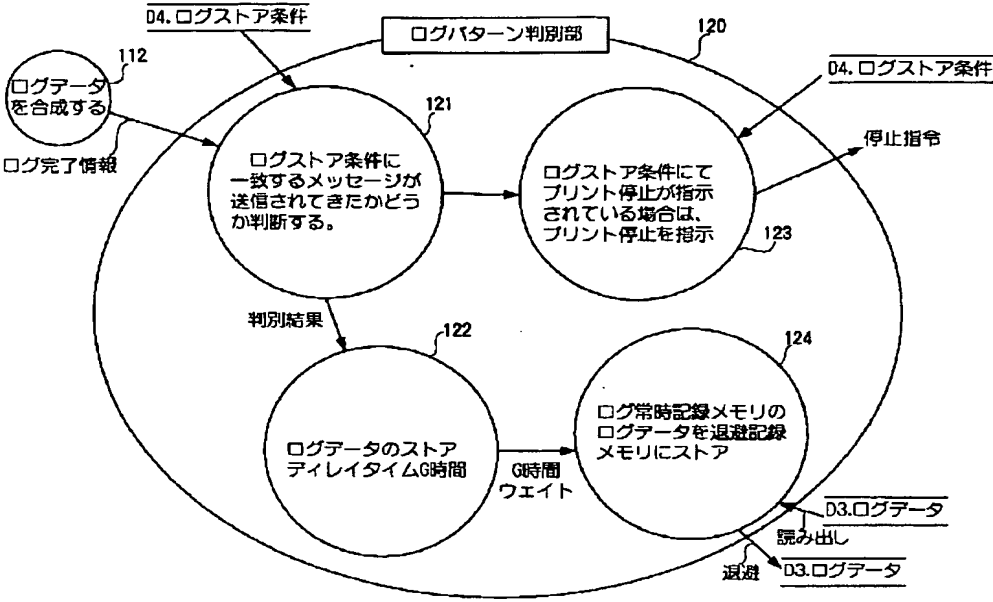 D4.ログストア条件
ログパターン判別部
120
112
ログデータ
を合成する
D4.ログストア条件
121
ログ完了情報
停止指令
ログストア条件に
一致するメッセージが
送信されてきたかどう
か判断する。
ログストア条件にて
プリント停止が指示
されている場合は、
プリント停止を指示
123
判別結果
122
124
ログデータのストア
ディレイタイムG時間
G時間
ウェイト
ログ常時記録メモリの
ログデータを退避記録
メモリにストア
D3.ログデータ
読み出し
退避
D3.ログデータ